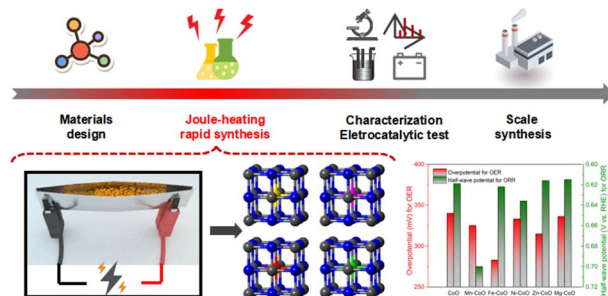 Materials
design
Joule-heating
rapid synthesis
Characterization
Eletrocatalytic test
Scale
synthesis
Overpotential (mV) for OER
400
350
300
250
Overpotential for OER
Half-wave potential for ORR
CoO Mn-CoO Fe-CoO Ni-CoO Zn-CoO Mg-CoO
0.60
0.62
0.64
0.66
0.68
0.70
0.72
Half-wave potential (V vs. RHE) for ORR